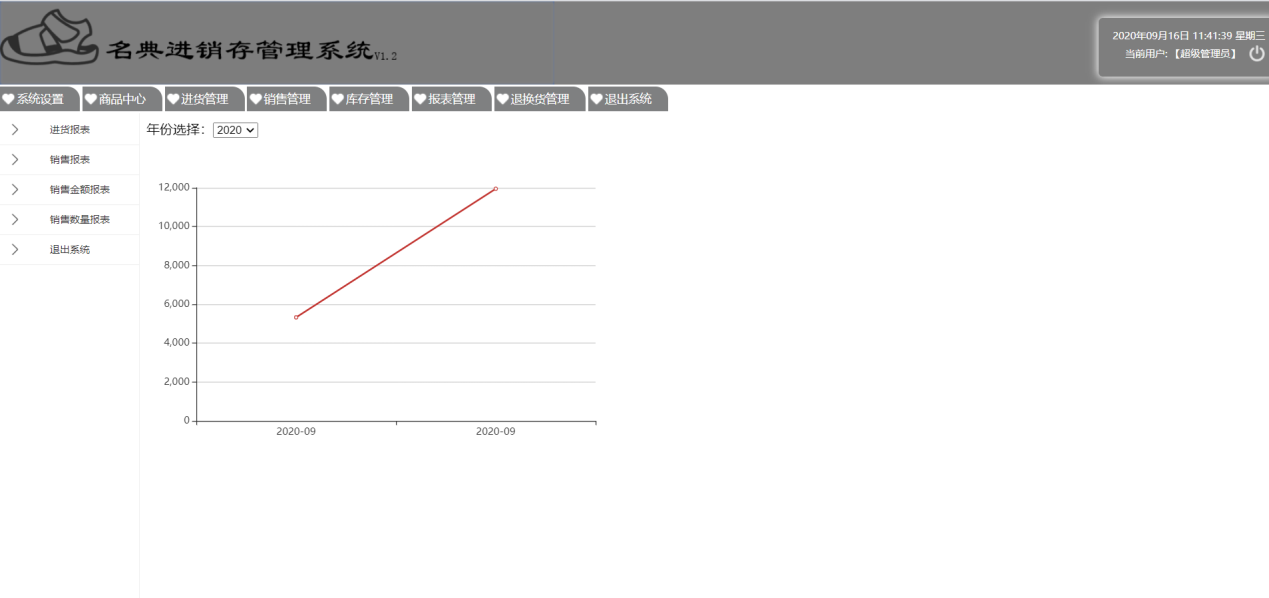 名典进销存管理系统V1.2
2020年09月16日 11:41:39 星期三
当前用户:【超级管理员】
系统设置 商品中心 进货管理 销售管理 库存管理 报表管理 退换货管理 退出系统
进货报表
销售报表
销售金额报表
销售数量报表
退出系统
年份选择: 2020
12,000
10,000
8,000
6,000
4,000
2,000
0
2020-09 2020-09